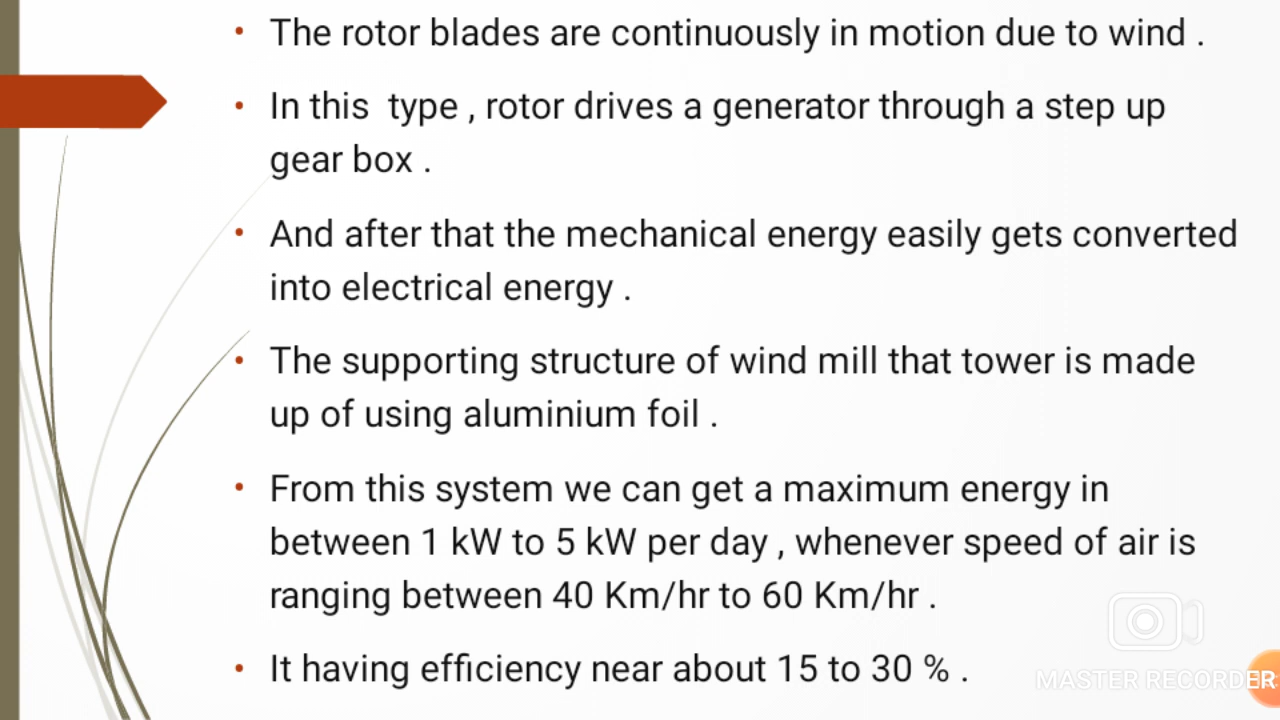 • The rotor blades are continuously in motion due to wind .
• In this  type , rotor drives a generator through a step up
gear box .
• And after that the mechanical energy easily gets converted
into electrical energy .
• The supporting structure of wind mill that tower is made
up of using aluminium foil .
• From this system we can get a maximum energy in
between 1 kW to 5 kW per day , whenever speed of air is
ranging between 40 Km/hr to 60 Km/hr .
• It having efficiency near about 15 to 30 % .
MASTER RECORDER